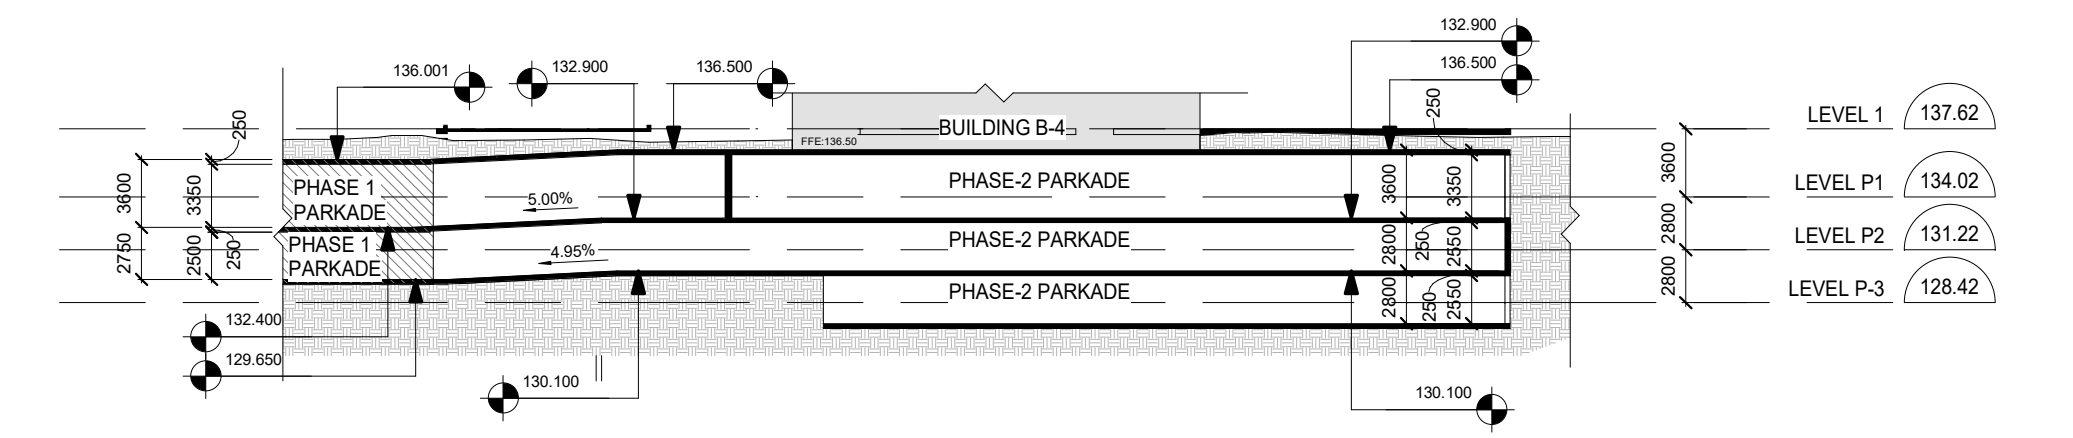 132.900
136.001
132.900
136.500
136.500
250
250
LEVEL 1
137.62
BUILDING B-4
FFE:136.50
3600
3350
PHASE 1
PARKADE
5.00%
PHASE-2 PARKADE
3600
3350
3600
LEVEL P1
134.02
2750
2500
250
PHASE 1
PARKADE
4.95%
PHASE-2 PARKADE
2800
250
2550
2800
LEVEL P2
131.22
PHASE-2 PARKADE
2800
250
2550
2800
LEVEL P-3
128.42
132.400
129.650
130.100
130.100